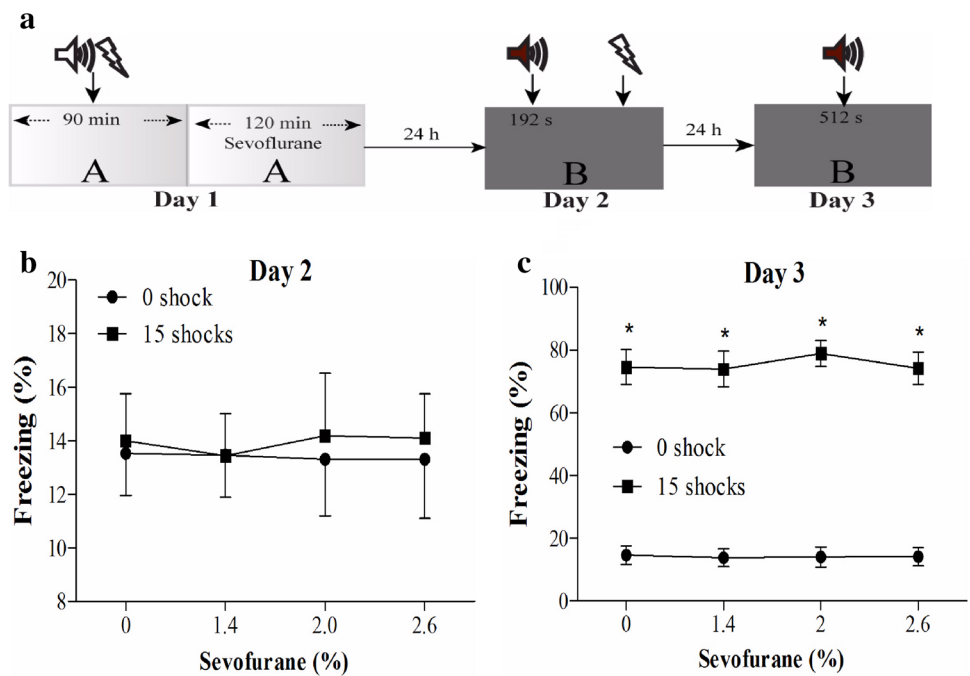 a
90 min
120 min
Sevoflurane
A
A
Day 1
24 h
192 s
B
Day 2
24 h
512 s
B
Day 3
b
Day 2
20
18
16
14
12
10
8
Freezing (%)
0 shock
15 shocks
0
1.4
2.0
2.6
Sevofurane (%)
c
Day 3
100
80
60
40
20
0
Freezing (%)
*
*
*
*
0 shock
15 shocks
0
1.4
2
2.6
Sevofurane (%)